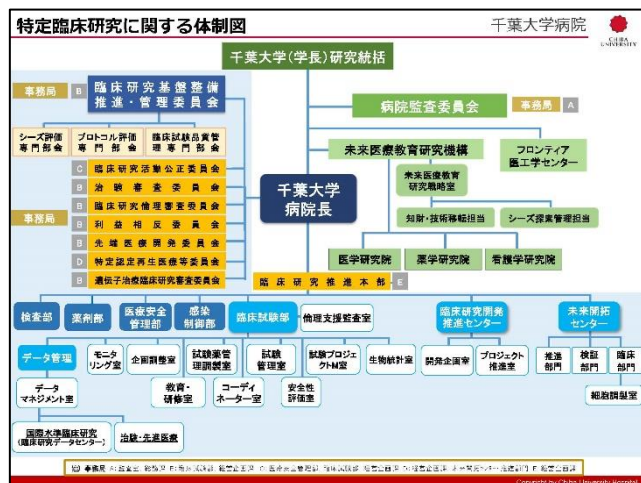 特定臨床研究に関する体制図
千葉大学病院
CHIBA
UNIVERSITY
千葉大学(学長)研究統括
事務局 B
臨床研究基盤整備
推進・管理委員会
病院監査委員会
事務局 A
シーズ評価
専門部会
プロトコル評価
専門部会
臨床試験品質管
理専門部会
未来医療教育研究機構
フロンティア
医工学センター
未来医療教育
研究戦略室
知財・技術移転担当
シーズ探索管理担当
医学研究院
薬学研究院
看護学研究院
千葉大学
病院長
事務局
C 臨床研究活動公正委員会
B 治験審査委員会
B 臨床研究倫理審査委員会
B 利益相反委員会
B 先端医療開発委員会
D 特定認定再生医療等委員会
B 遺伝子治療臨床研究審査委員会
臨床研究推進本部 E
検査部
薬剤部
医療安全
管理部
感染
制御部
臨床試験部
倫理支援監査室
臨床研究開発
推進センター
未来開拓
センター
データ管理
モニタ
リング室
企画調整室
試験薬管
理調製室
試験
管理室
試験プロジェ
クトM室
生物統計室
開発企画室
プロジェクト
推進室
推進
部門
検証
部門
臨床
部門
データ
マネジメント室
教育・
研修室
コーディ
ネーター室
安全性
評価室
細胞調製室
国際水準臨床研究
(臨床研究データセンター)
治験・先進医療
Copyright by Chiba University Hospital